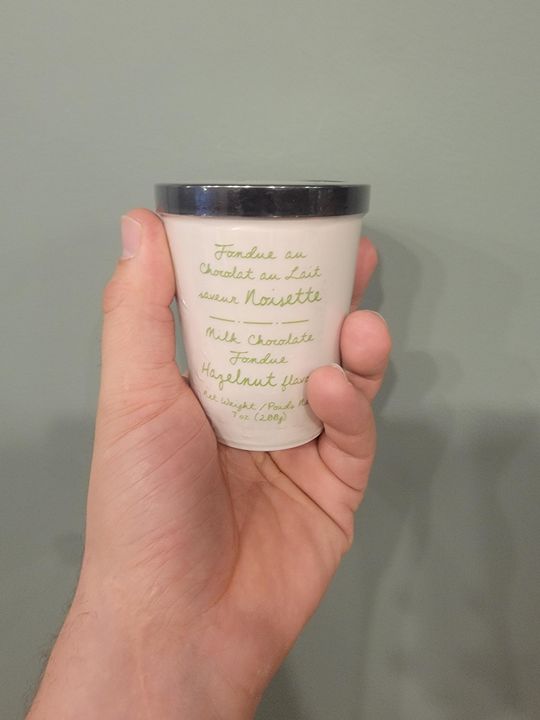 Fondue au
Chocolat au Lait
saveur Noisette
Milk Chocolate
Fondue
Hazelnut
Net Weight / Poids
7 oz (200g)